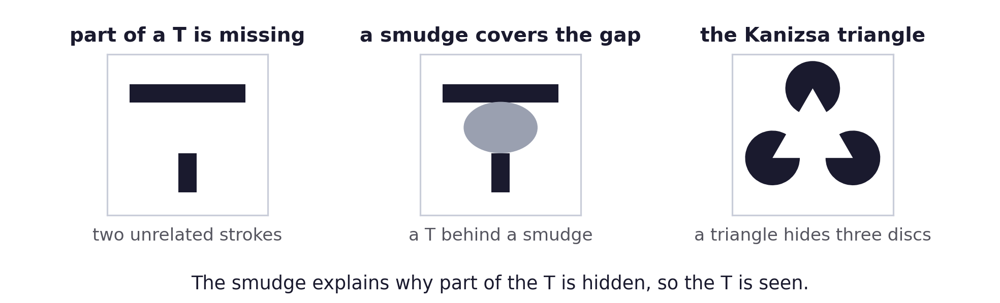 part of a T is missing
a smudge covers the gap
the Kanizsa triangle
two unrelated strokes
a T behind a smudge
a triangle hides three discs
The smudge explains why part of the T is hidden, so the T is seen.